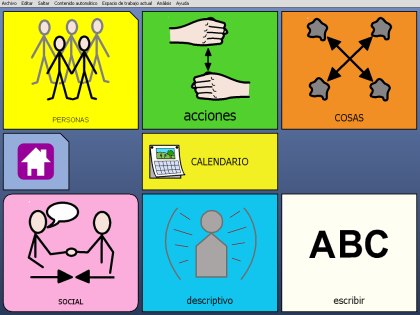 Archivo Editar Saltar Contenido automático Espacio de trabajo actual Análisis Ayuda
PERSONAS
acciones
COSAS
CALENDARIO
SOCIAL
descriptivo
ABC
escribir